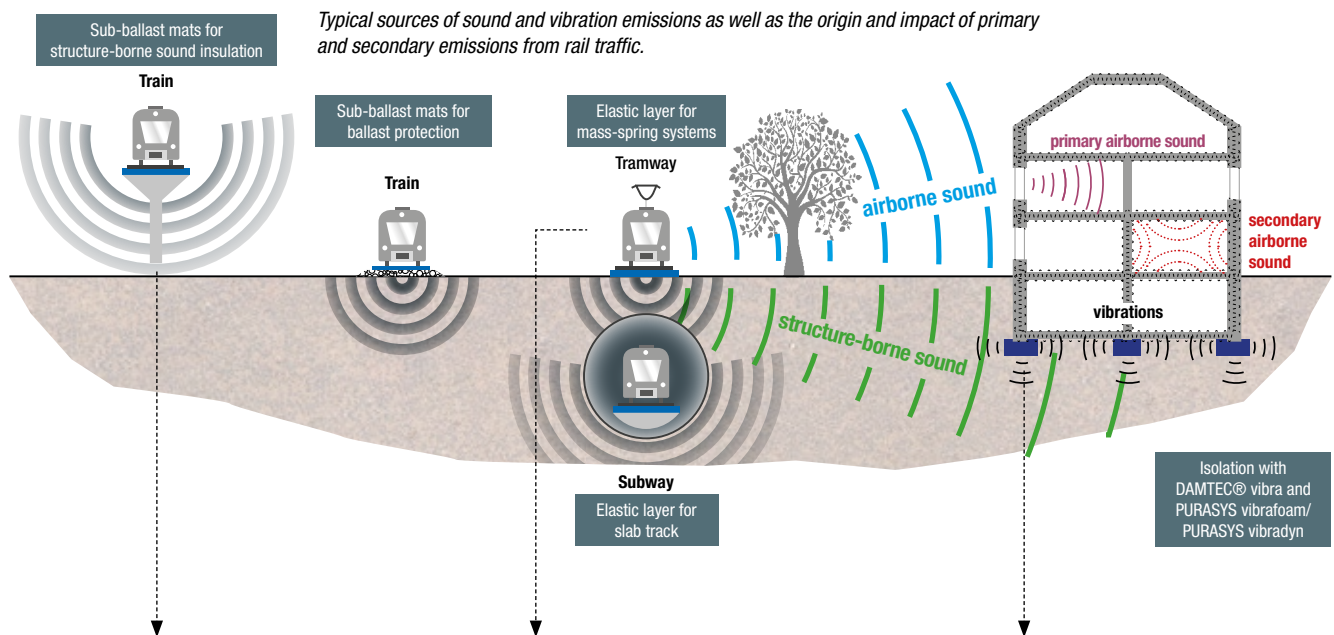 Typical sources of sound and vibration emissions as well as the origin and impact of primary
and secondary emissions from rail traffic.
Sub-ballast mats for
structure-borne sound insulation
Train
Sub-ballast mats for
ballast protection
Train
Elastic layer for
mass-spring systems
Tramway
airborne sound
structure-borne sound
primary airborne sound
secondary
airborne
sound
vibrations
Subway
Elastic layer for
slab track
Isolation with
DAMTEC® vibra and
PURASYS vibrafoam/
PURASYS vibradyn